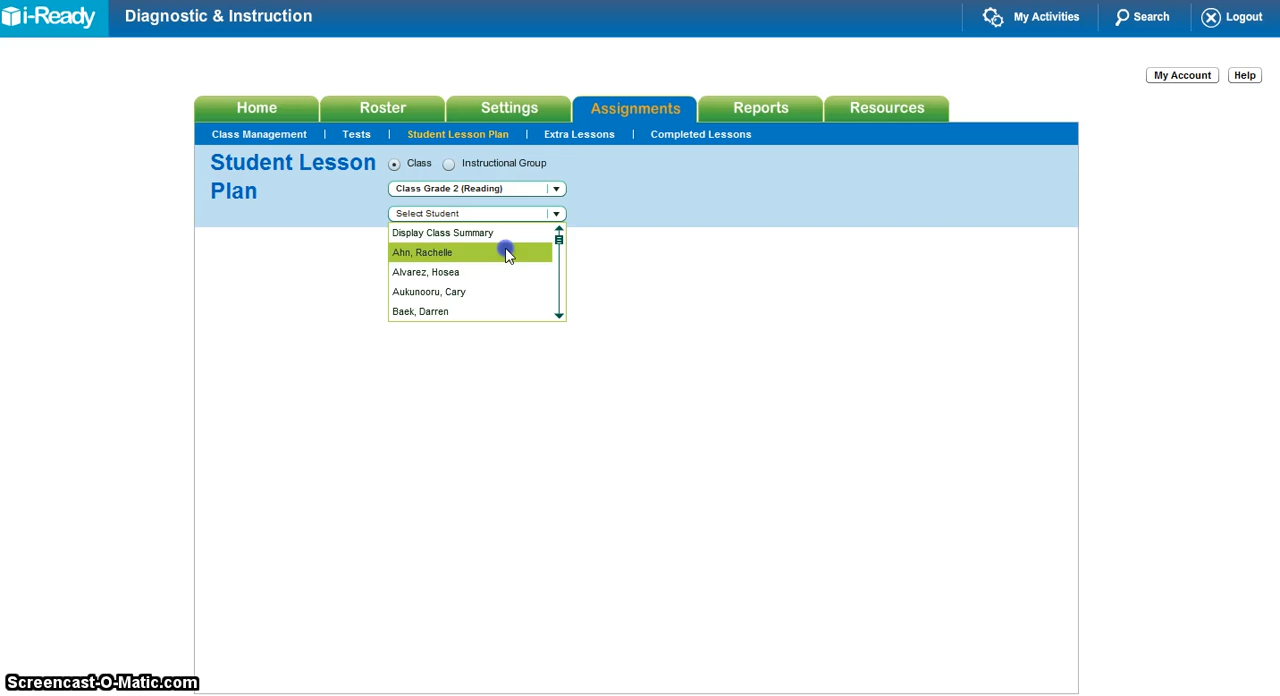 i-Ready Diagnostic & Instruction My Activities Search Logout
My Account Help
Home Roster Settings Assignments Reports Resources
Class Management | Tests | Student Lesson Plan | Extra Lessons | Completed Lessons
Student Lesson Plan
Class Instructional Group
Class Grade 2 (Reading)
Select Student
Display Class Summary
Ahn, Rachelle
Alvarez, Hosea
Aukunooru, Cary
Baek, Darren
Screencast-O-Matic.com